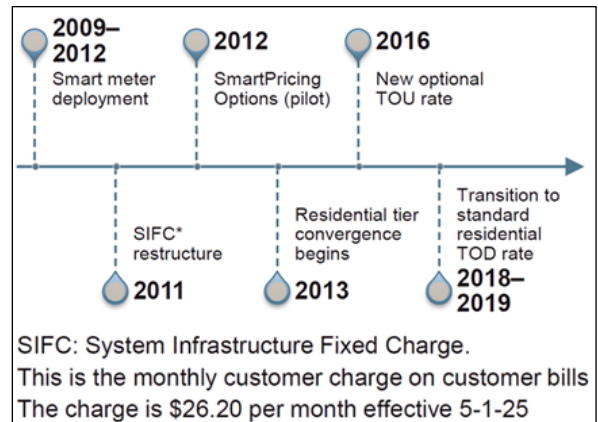 2009–
2012
Smart meter
deployment
2012
SmartPricing
Options (pilot)
2016
New optional
TOU rate
SIFC*
restructure
2011
Residential tier
convergence
begins
2013
Transition to
standard
residential
TOD rate
2018–
2019
SIFC: System Infrastructure Fixed Charge.
This is the monthly customer charge on customer bills
The charge is $26.20 per month effective 5-1-25